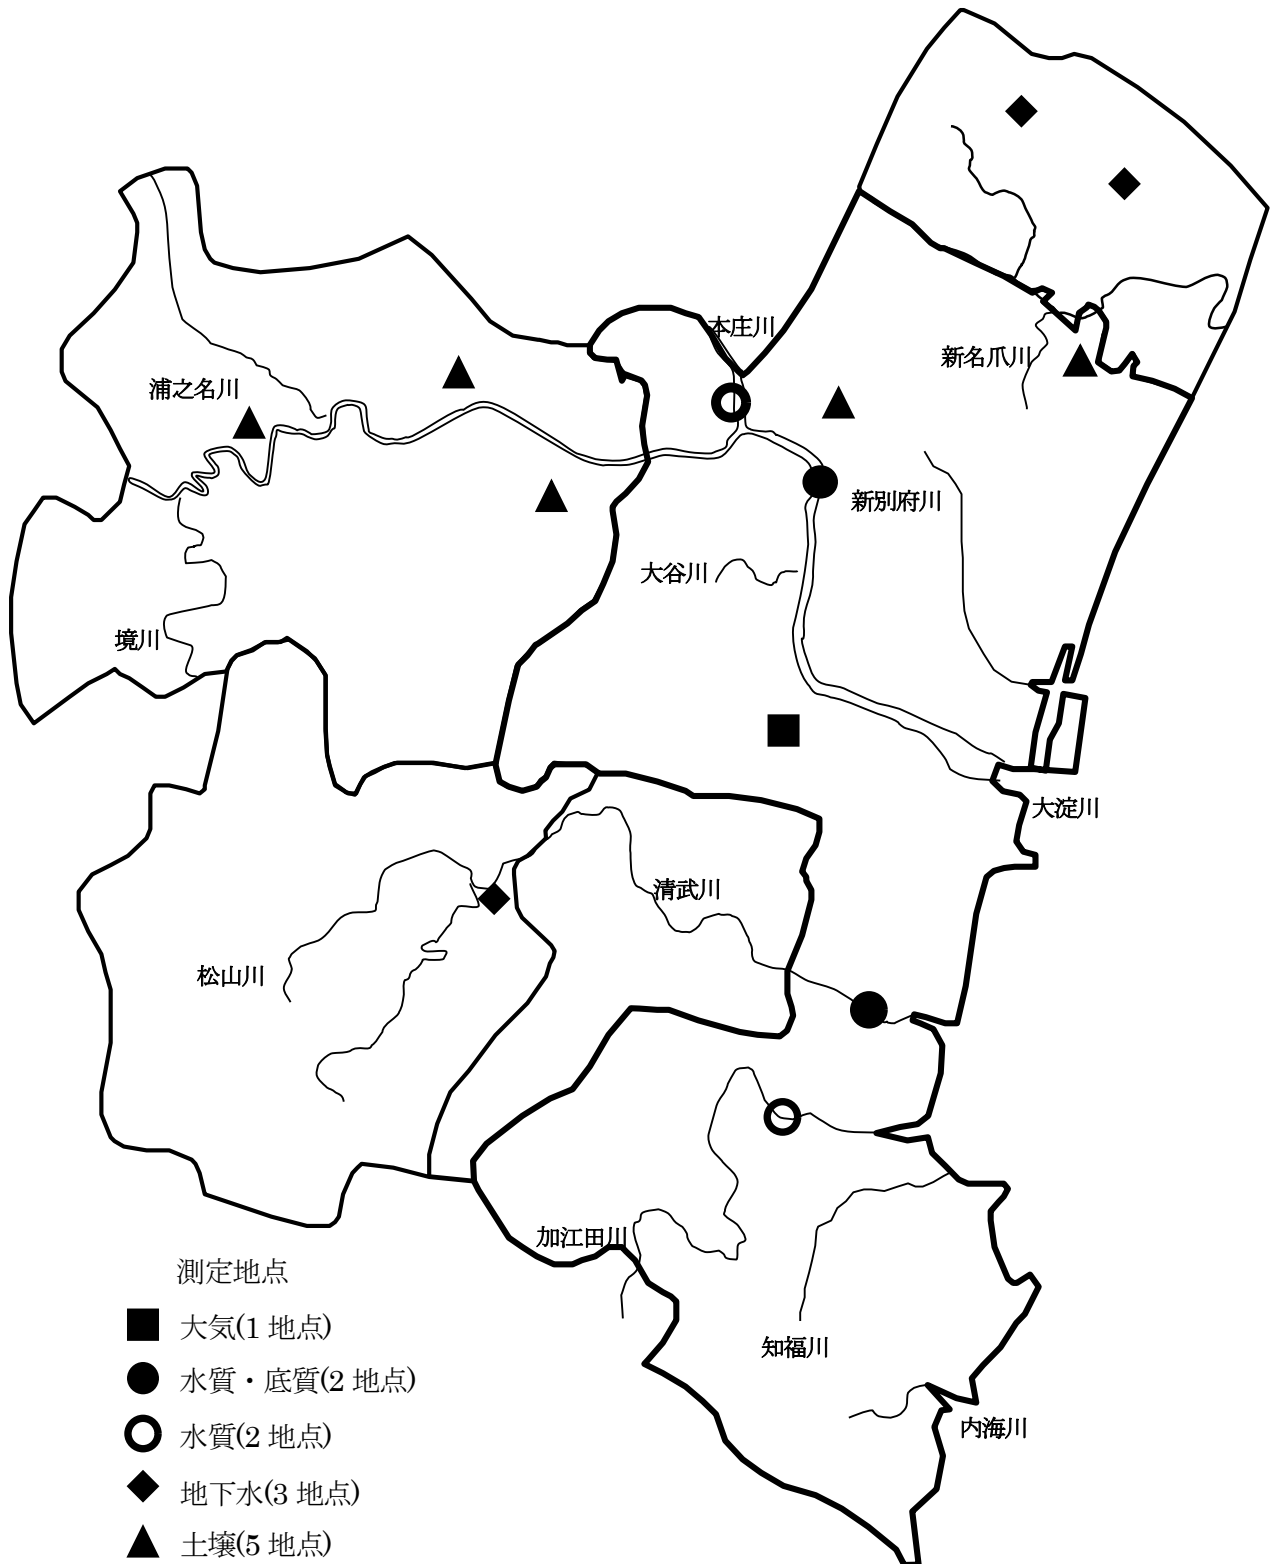 本庄川
新名爪川
浦之名川
新別府川
大谷川
境川
大淀川
清武川
松山川
加江田川
知福川
内海川
測定地点
大気(1 地点)
水質・底質(2 地点)
水質(2 地点)
地下水(3 地点)
土壌(5 地点)